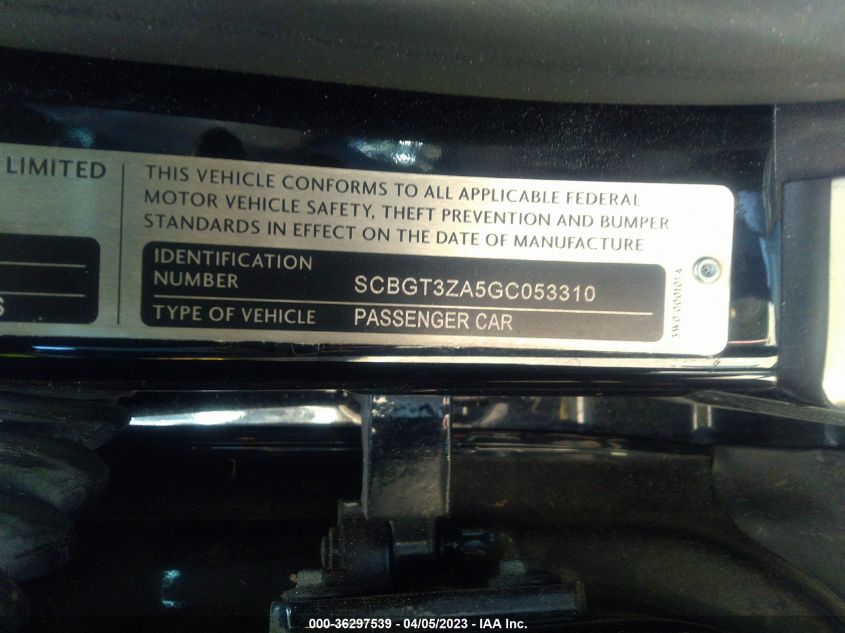 LIMITED
THIS VEHICLE CONFORMS TO ALL APPLICABLE FEDERAL
MOTOR VEHICLE SAFETY, THEFT PREVENTION AND BUMPER
STANDARDS IN EFFECT ON THE DATE OF MANUFACTURE
IDENTIFICATION
NUMBER SCBGT3ZA5GC053310
TYPE OF VEHICLE PASSENGER CAR
000-36297539 - 04/05/2023 - IAA Inc.